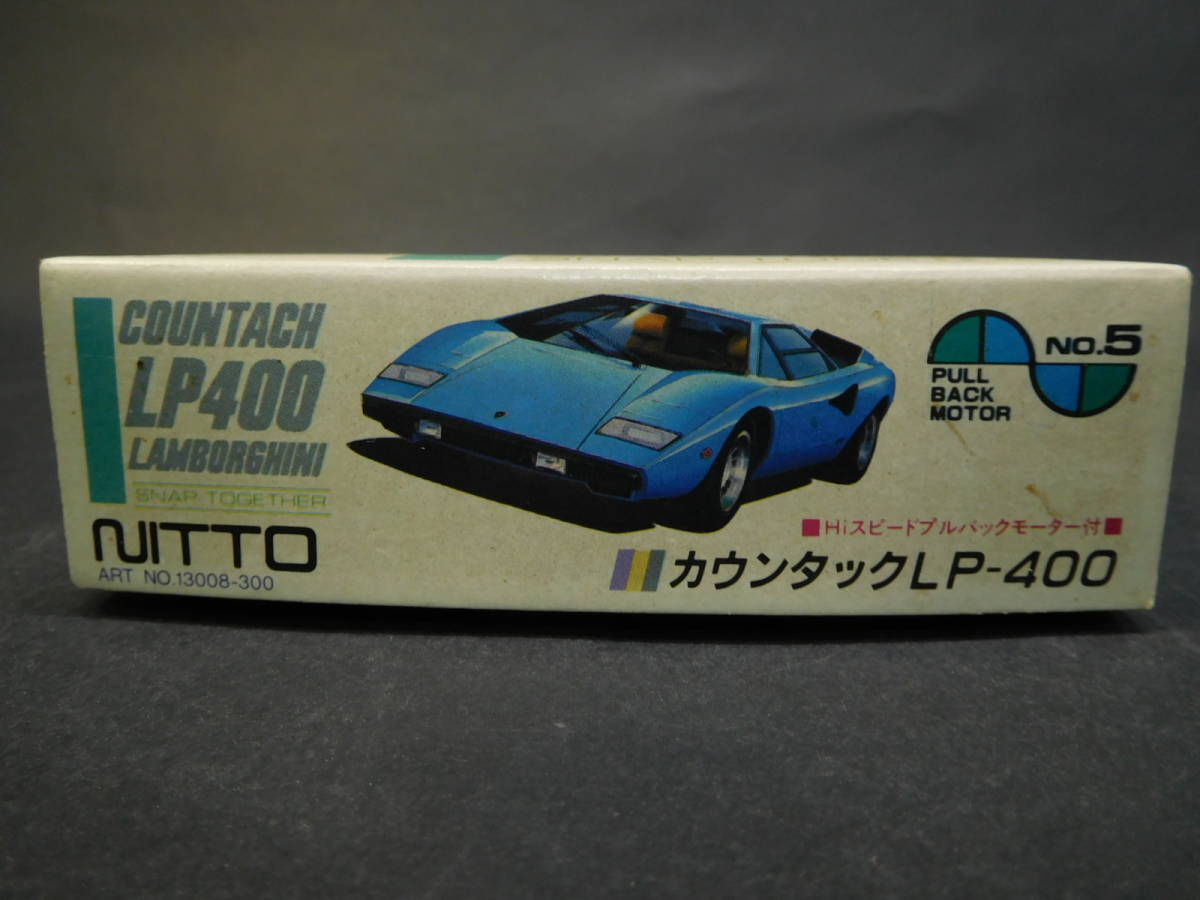 COUNTACH
LP400
LAMBORGHINI
SNAP TOGETHER
NITTO
ART NO.13008-300
NO.5
PULL
BACK
MOTOR
■Hiスピードプルバックモーター付■
カウンタックLP-400